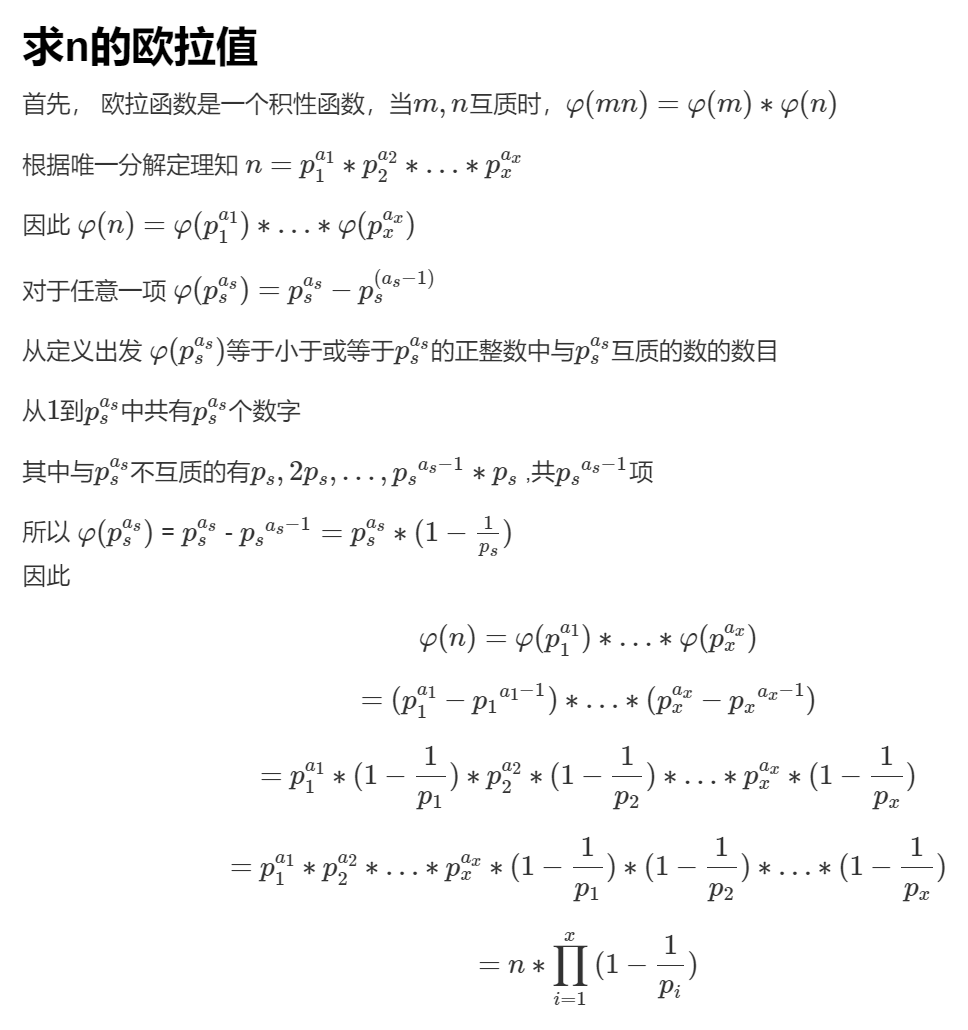 求n的欧拉值
首先， 欧拉函数是一个积性函数，当$m,n$互质时，$\varphi(mn)=\varphi(m)*\varphi(n)$
根据唯一分解定理知 $n=p_1^{a1}*p_2^{a2}*\ldots*p_x^{a_x}$
因此 $\varphi(n)=\varphi(p_1^{a1})*\ldots*\varphi(p_x^{a_x})$
对于任意一项 $\varphi(p_s^{a_s})=p_s^{a_s}-p_s^{(a_s-1)}$
从定义出发 $\varphi(p_s^{a_s})$等于小于或等于$p_s^{a_s}$的正整数中与$p_s^{a_s}$互质的数的数目
从1到$p_s^{a_s}$中共有$p_s^{a_s}$个数字
其中与$p_s^{a_s}$不互质的有$p_s,2p_s,\ldots,{p_s}^{a_s-1}*p_s$ ,共${p_s}^{a_s-1}$项
所以 $\varphi(p_s^{a_s})$ = $p_s^{a_s}$ - ${p_s}^{a_s-1}=p_s^{a_s}*(1-\frac{1}{p_s})$
因此
$\varphi(n)=\varphi(p_1^{a1})*\ldots*\varphi(p_x^{a_x})$
$=(p_1^{a1}-{p_1}^{a1-1})*\ldots*(p_x^{a_x}-{p_x}^{a_x-1})$
$=p_1^{a1}*(1-\frac{1}{p_1})*p_2^{a2}*(1-\frac{1}{p_2})*\ldots*p_x^{a_x}*(1-\frac{1}{p_x})$
$=p_1^{a1}*p_2^{a2}*\ldots*p_x^{a_x}*(1-\frac{1}{p_1})*(1-\frac{1}{p_2})*\ldots*(1-\frac{1}{p_x})$
$=n*\prod_{i=1}^{x}(1-\frac{1}{p_i})$